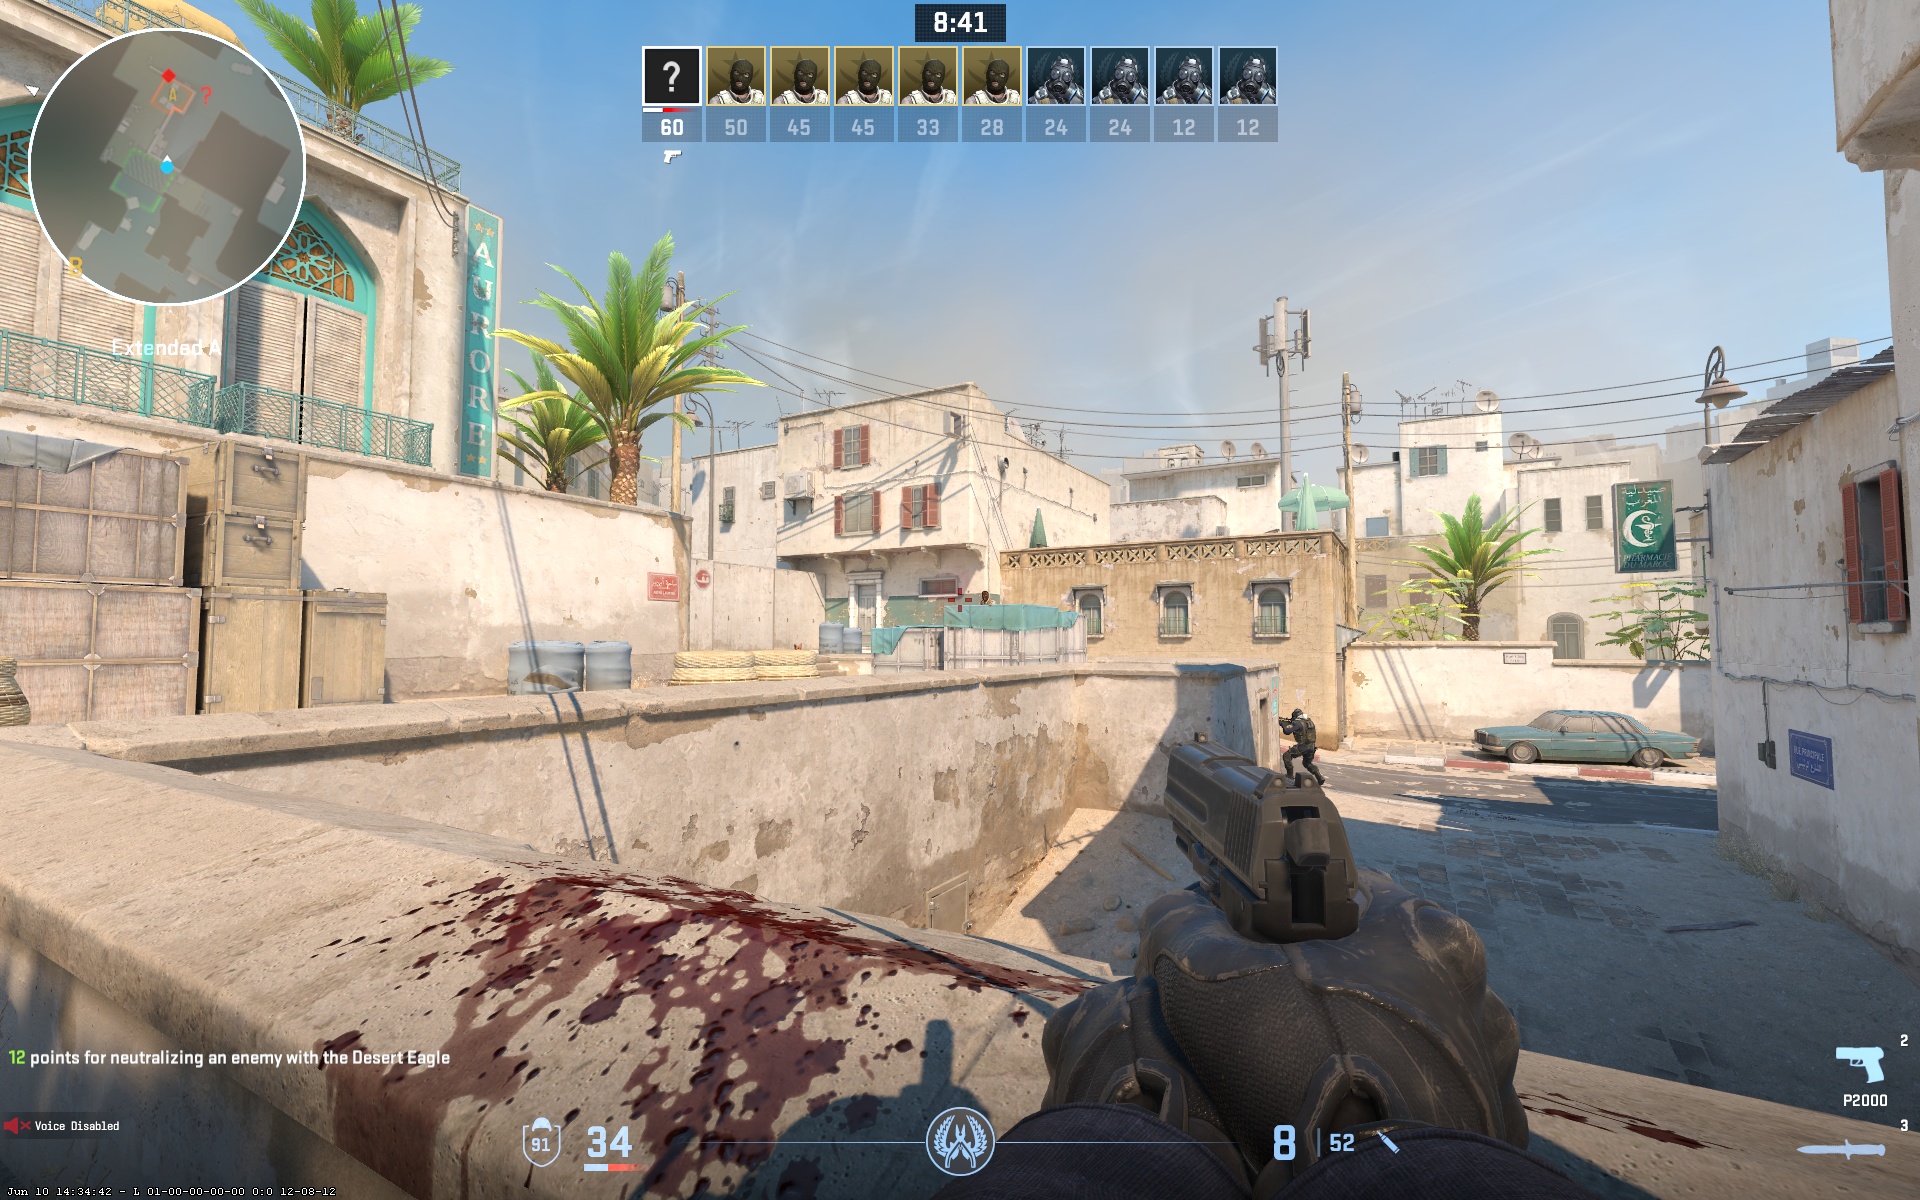 8:41
?
60
50
45
45
33
28
24
24
12
12
A
?
B
Extended A
AURORE
PHARMACIE
DU MAROC
RUE PRINCIPALE
12 points for neutralizing an enemy with the Desert Eagle
Voice Disabled
91
34
8
52
2
P2000
3
Jun 10 14:34:42 - L 01-00-00-00-00 0:0 12-08-12